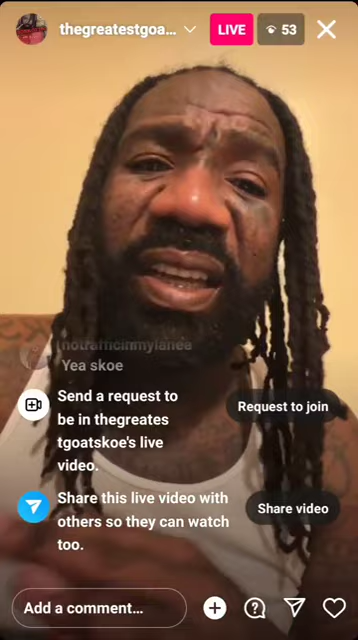 thegreatestgoa...
LIVE
53
notrafficinmylanes
Yea skoe
Send a request to
be in thegreates
tgoatskoe's live
video.
Request to join
Share this live video with
others so they can watch
too.
Share video
Add a comment...